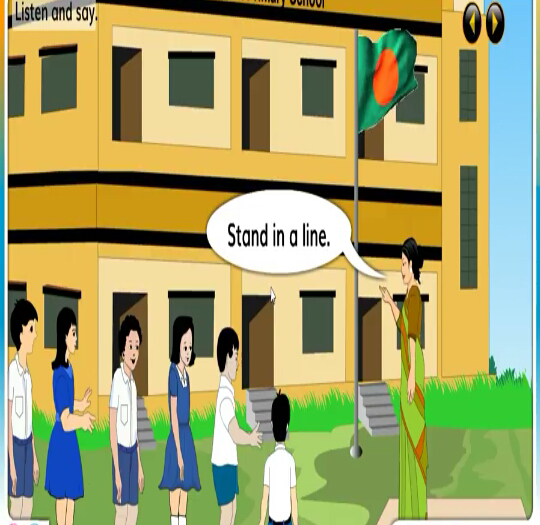 Listen and say.
School
Stand in a line.